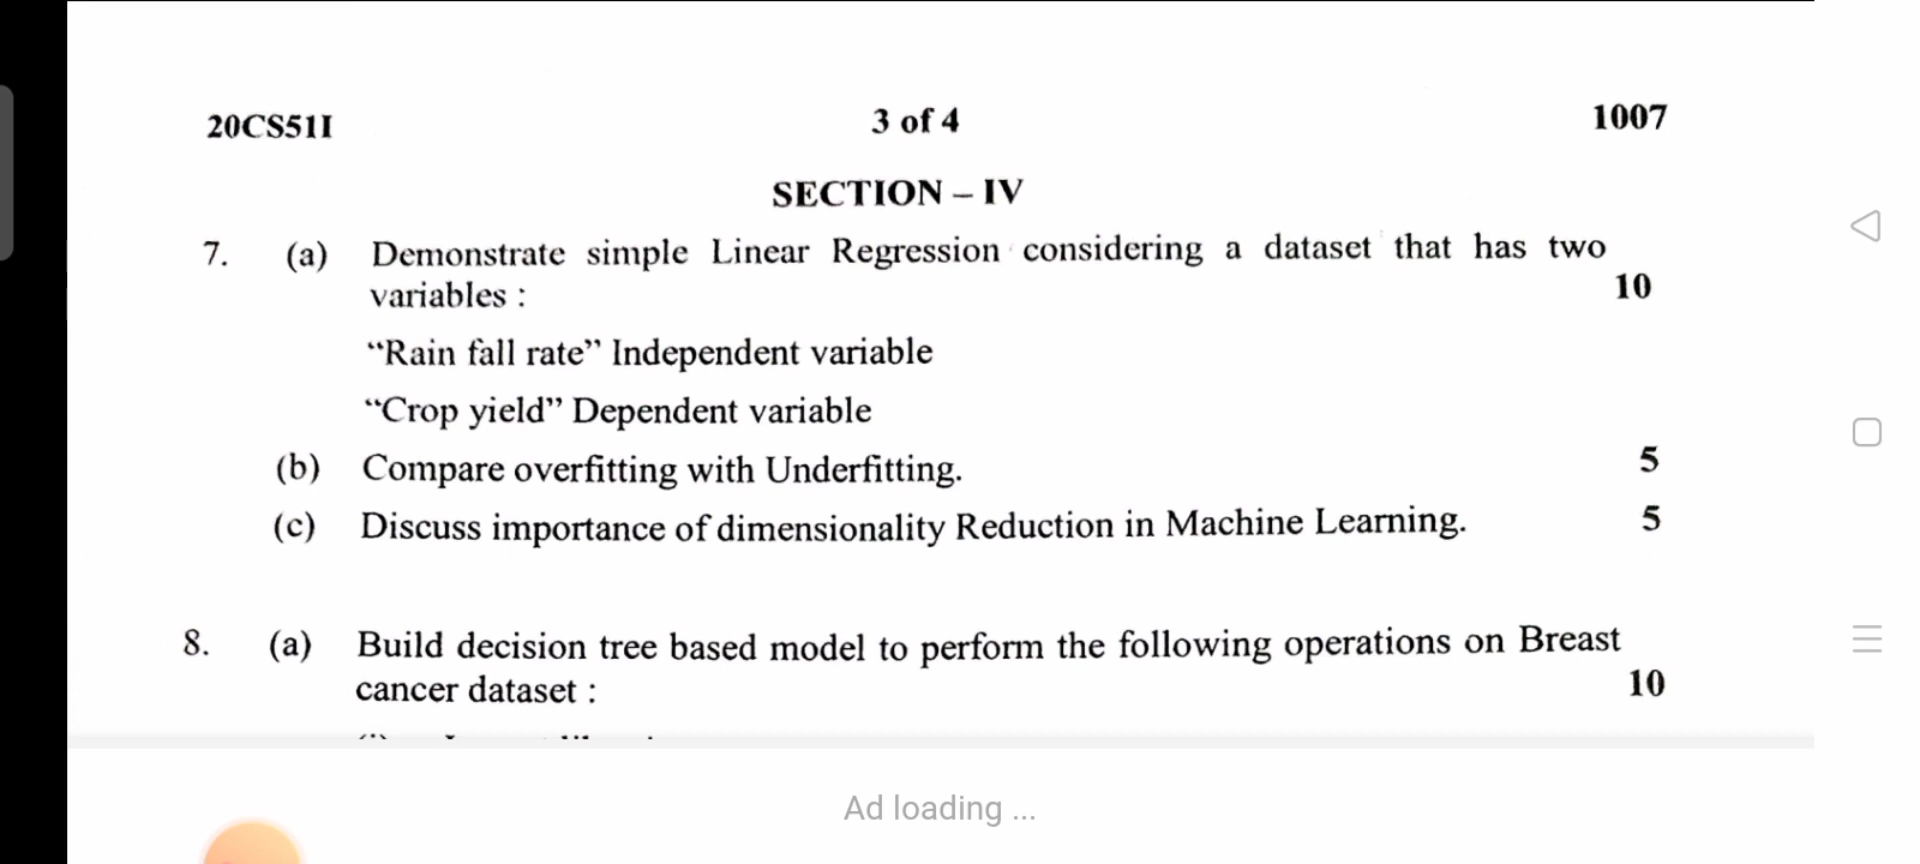 20CS51I 3 of 4 1007
SECTION – IV
7. (a) Demonstrate simple Linear Regression considering a dataset that has two
variables : 10
“Rain fall rate” Independent variable
“Crop yield” Dependent variable
(b) Compare overfitting with Underfitting. 5
(c) Discuss importance of dimensionality Reduction in Machine Learning. 5
8. (a) Build decision tree based model to perform the following operations on Breast
cancer dataset : 10
Ad loading ...